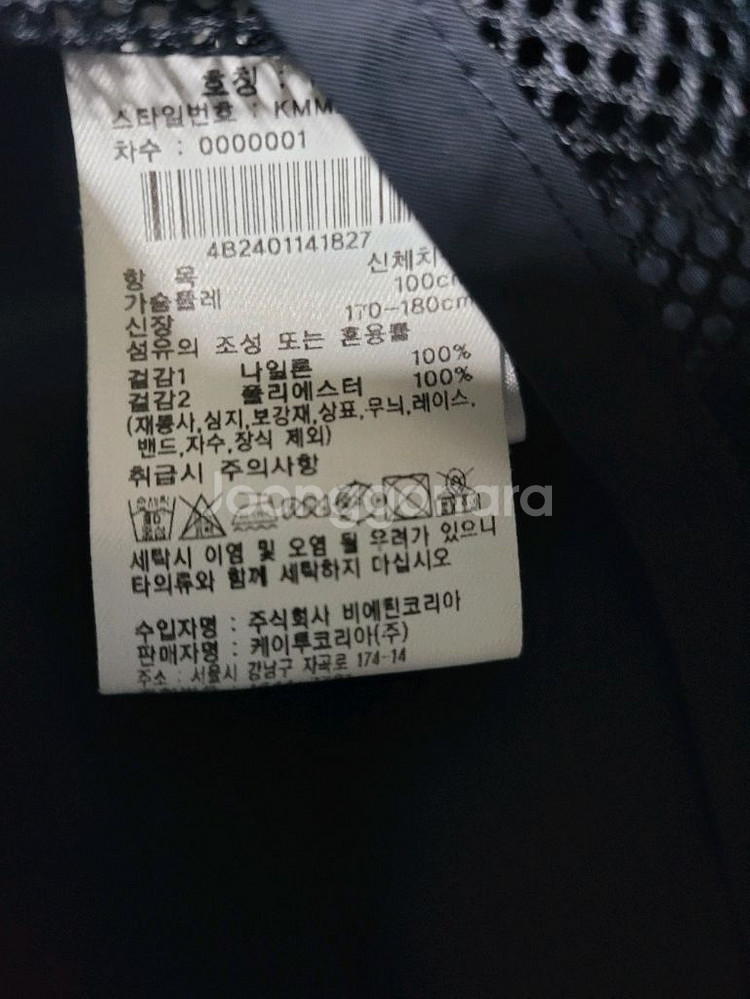 호칭 :
스타일번호 : KMM
차수 : 0000001
4B2401141827
항 목 신체치
가슴둘레 100cm
신장 170-180cm
섬유의 조성 또는 혼용률
겉감1 나일론 100%
겉감2 폴리에스터 100%
(재봉사,심지,보강재,상표,무늬,레이스,
밴드,자수,장식 제외)
취급시 주의사항
Joonggonara
세탁시 이염 및 오염 될 우려가 있으니
타의류와 함께 세탁하지 마십시오
수입자명 : 주식회사 비에틴코리아
판매자명 : 케이투코리아(주)
주소 : 서울시 강남구 자곡로 174-14